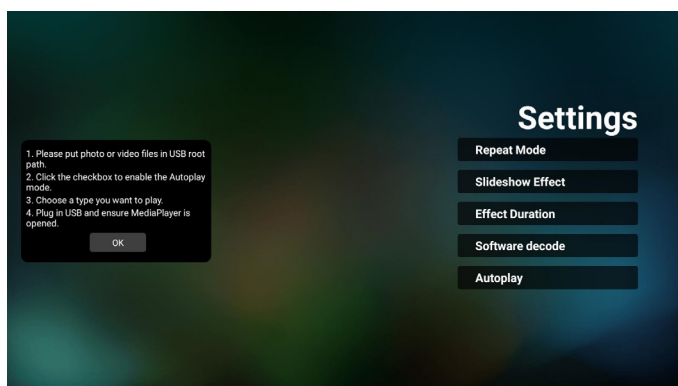 Settings
1. Please put photo or video files in USB root
path.
2. Click the checkbox to enable the Autoplay
mode.
3. Choose a type you want to play.
4. Plug in USB and ensure MediaPlayer is
opened.
OK
Repeat Mode
Slideshow Effect
Effect Duration
Software decode
Autoplay